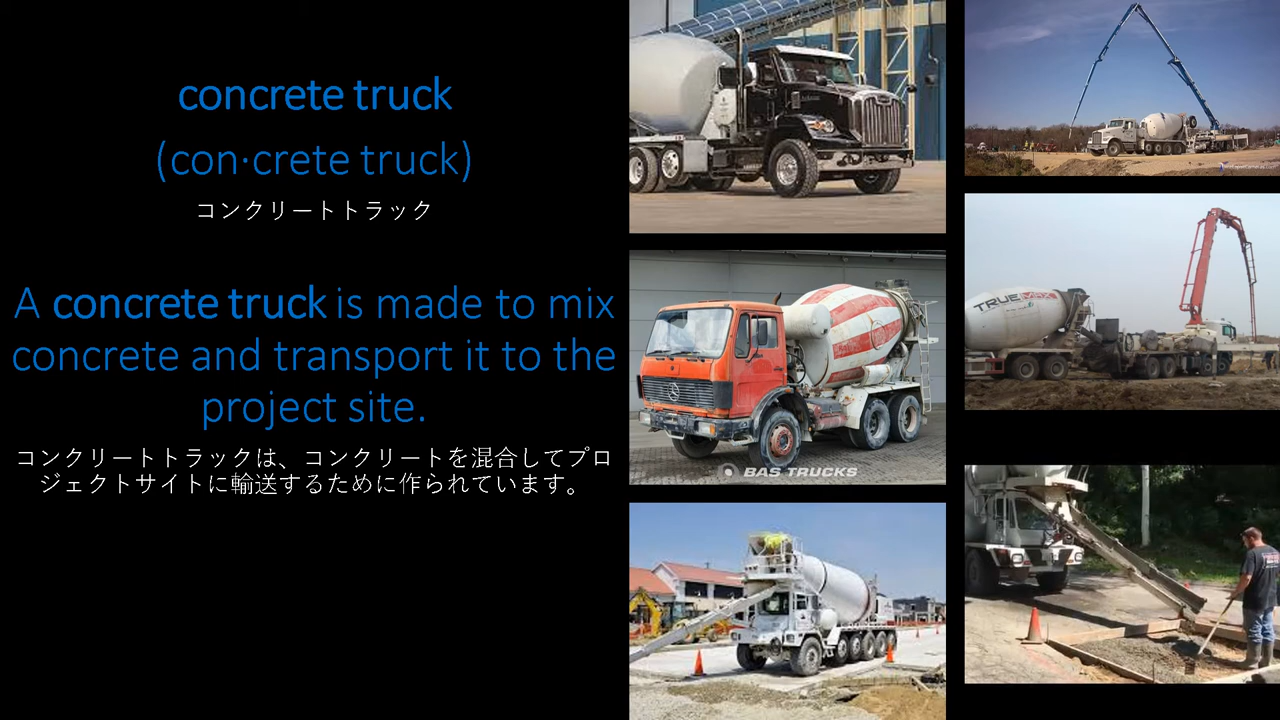 concrete truck
(con·crete truck)
コンクリートトラック
A concrete truck is made to mix
concrete and transport it to the
project site.
コンクリートトラックは、コンクリートを混合してプロ
ジェクトサイトに輸送するために作られています。
BAS TRUCKS
TRUEMAX